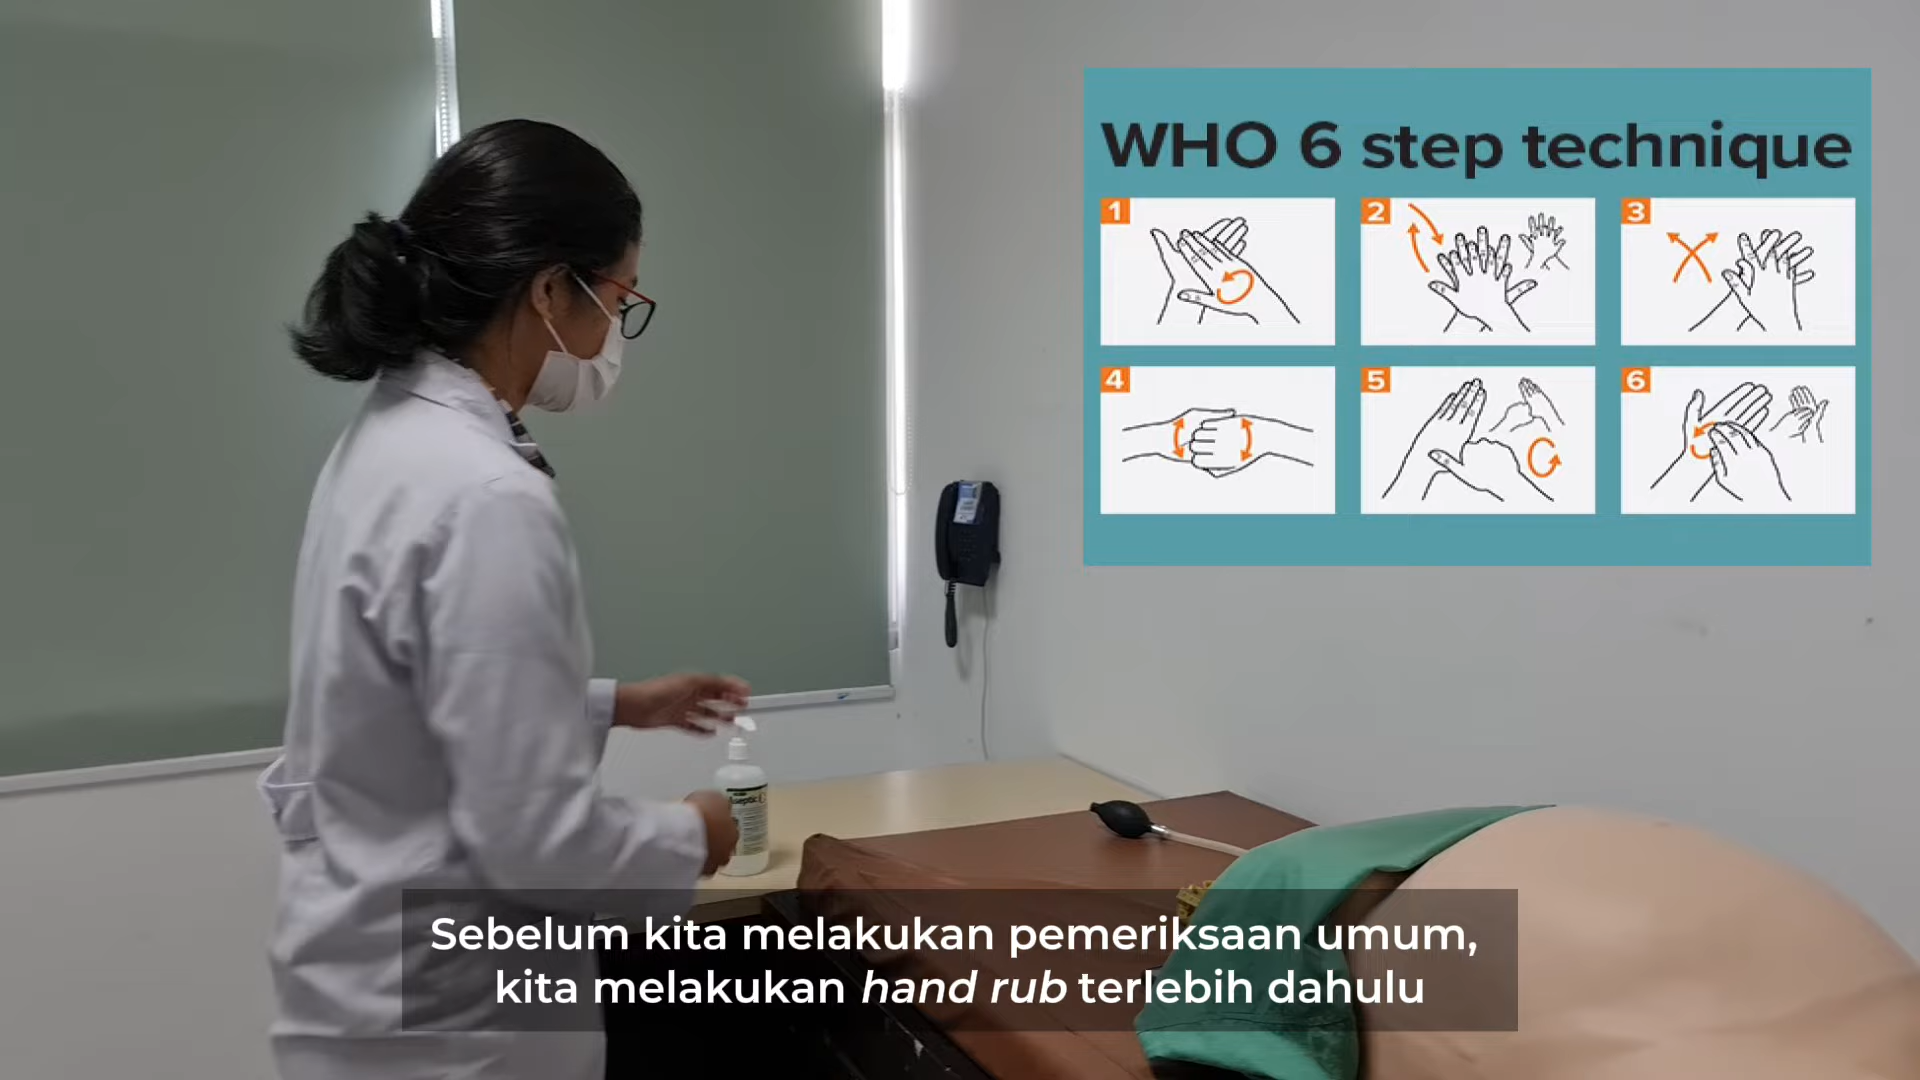 WHO 6 step technique
1
2
3
4
5
6
Sebelum kita melakukan pemeriksaan umum,
kita melakukan hand rub terlebih dahulu